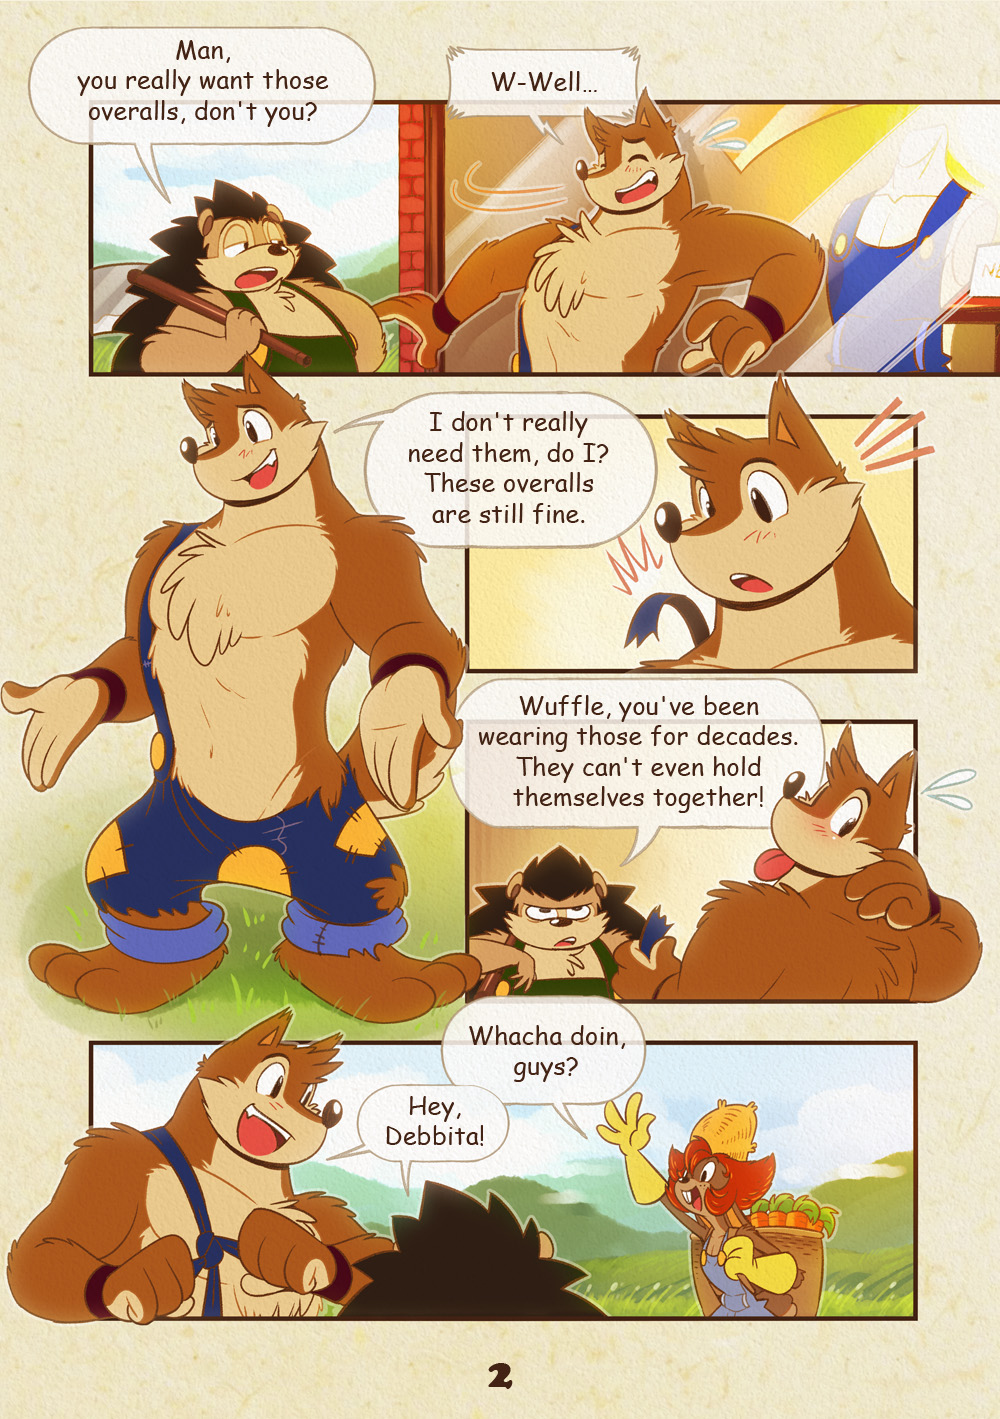 Man,
you really want those
overalls, don't you?
W-Well...
I don't really
need them, do I?
These overalls
are still fine.
Wuffle, you've been
wearing those for decades.
They can't even hold
themselves together!
Whacha doin,
guys?
Hey,
Debbita!
2